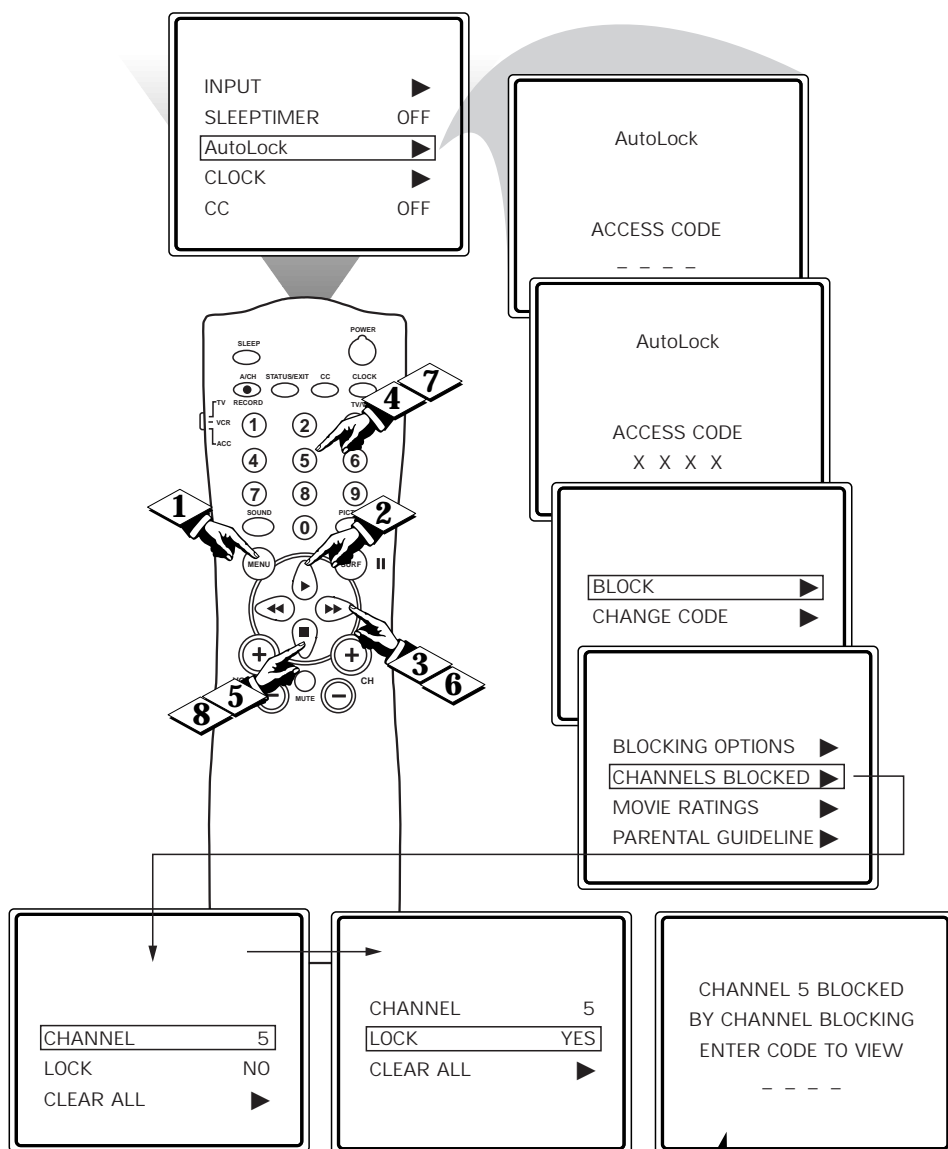 INPUT ▶
SLEEPTIMER OFF
AutoLock ▶
CLOCK ▶
CC OFF
AutoLock
ACCESS CODE
_ _ _ _
AutoLock
ACCESS CODE
X X X X
BLOCK ▶
CHANGE CODE ▶
BLOCKING OPTIONS ▶
CHANNELS BLOCKED ▶
MOVIE RATINGS ▶
PARENTAL GUIDELINE ▶
SLEEP POWER
A/CH STATUS/EXIT CC CLOCK
TV RECORD
VCR
ACC
1 2
4 7
4 5 6
7 8 9
SOUND
0
1
2
MENU
3
6
5
8
MUTE CH
CHANNEL 5
LOCK NO
CLEAR ALL ▶
CHANNEL 5
LOCK YES
CLEAR ALL ▶
CHANNEL 5 BLOCKED
BY CHANNEL BLOCKING
ENTER CODE TO VIEW
_ _ _ _